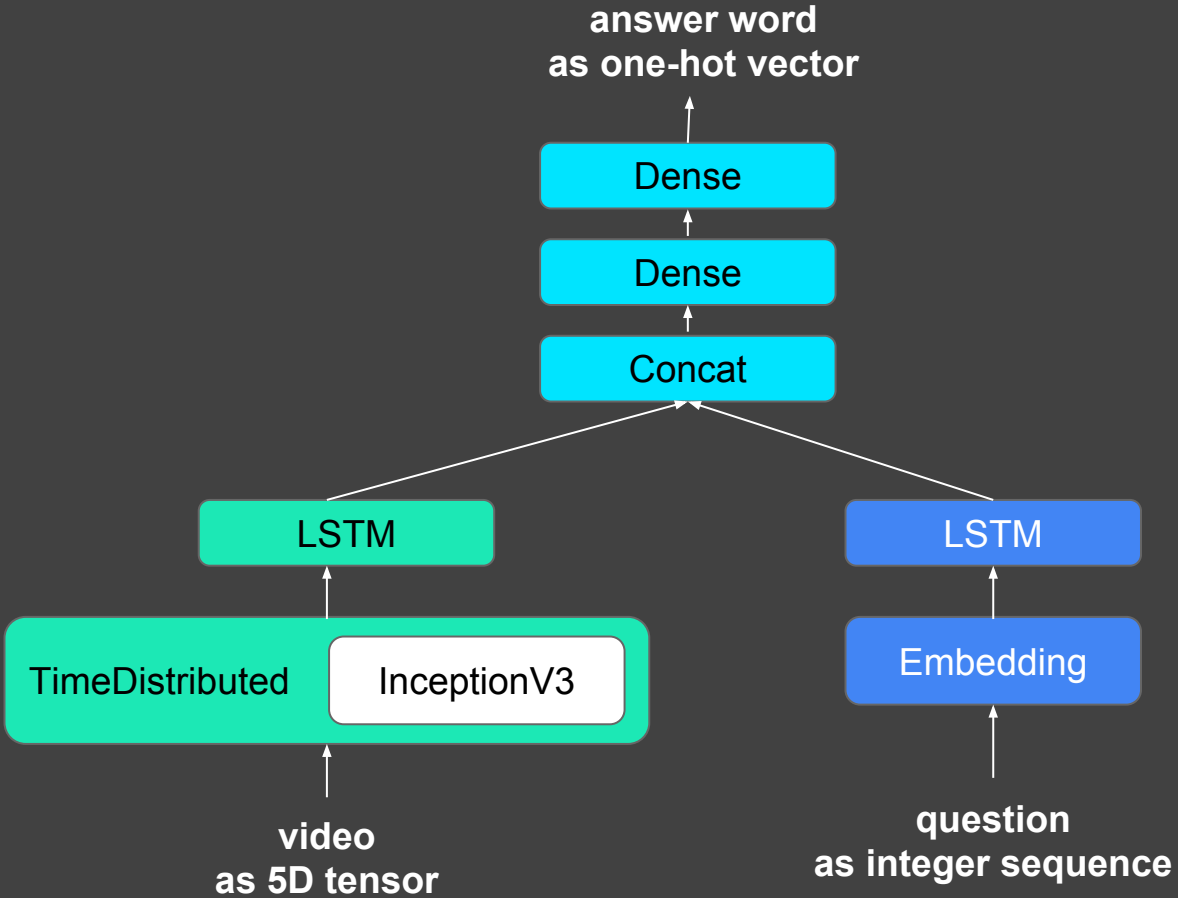 answer word
as one-hot vector
Dense
Dense
Concat
LSTM
LSTM
TimeDistributed
InceptionV3
Embedding
video
as 5D tensor
question
as integer sequence